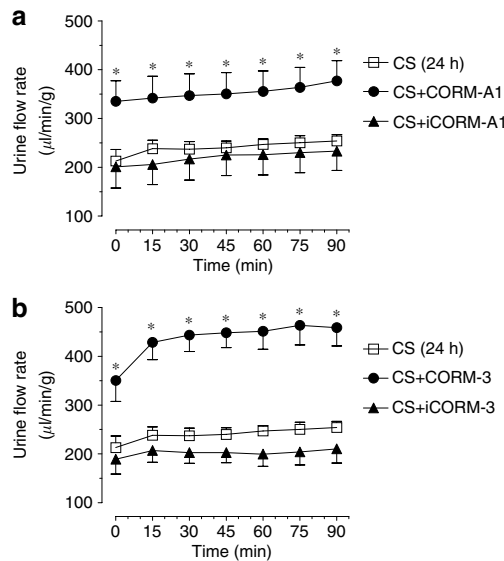 a
Urine flow rate
(µl/min/g)
500
400
300
200
100
* * * * * * *
0 15 30 45 60 75 90
Time (min)
CS (24 h)
CS+CORM-A1
CS+iCORM-A1
b
Urine flow rate
(µl/min/g)
500
400
300
200
100
* * * * * * *
0 15 30 45 60 75 90
Time (min)
CS (24 h)
CS+CORM-3
CS+iCORM-3